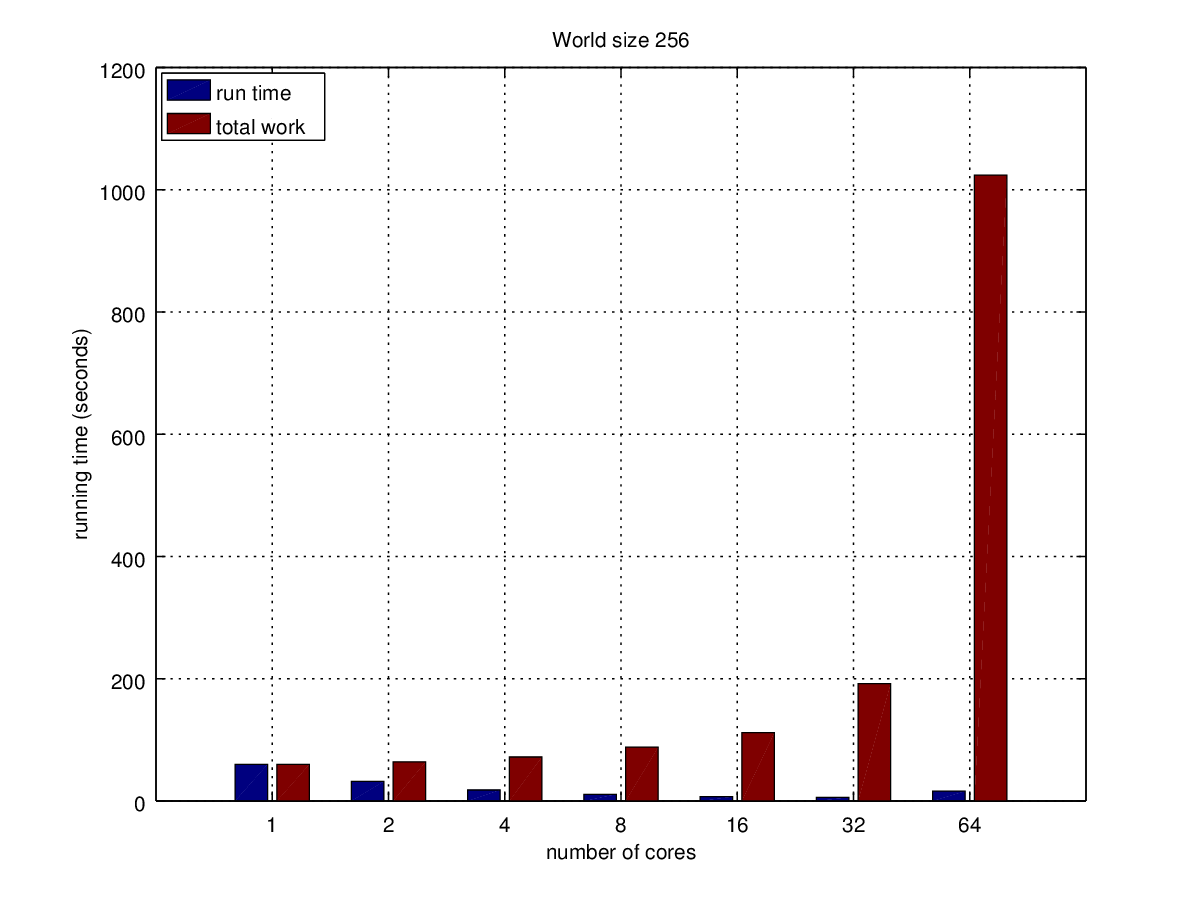 World size 256
1200
run time
total work
1000
800
600
400
200
0
running time (seconds)
1 2 4 8 16 32 64
number of cores